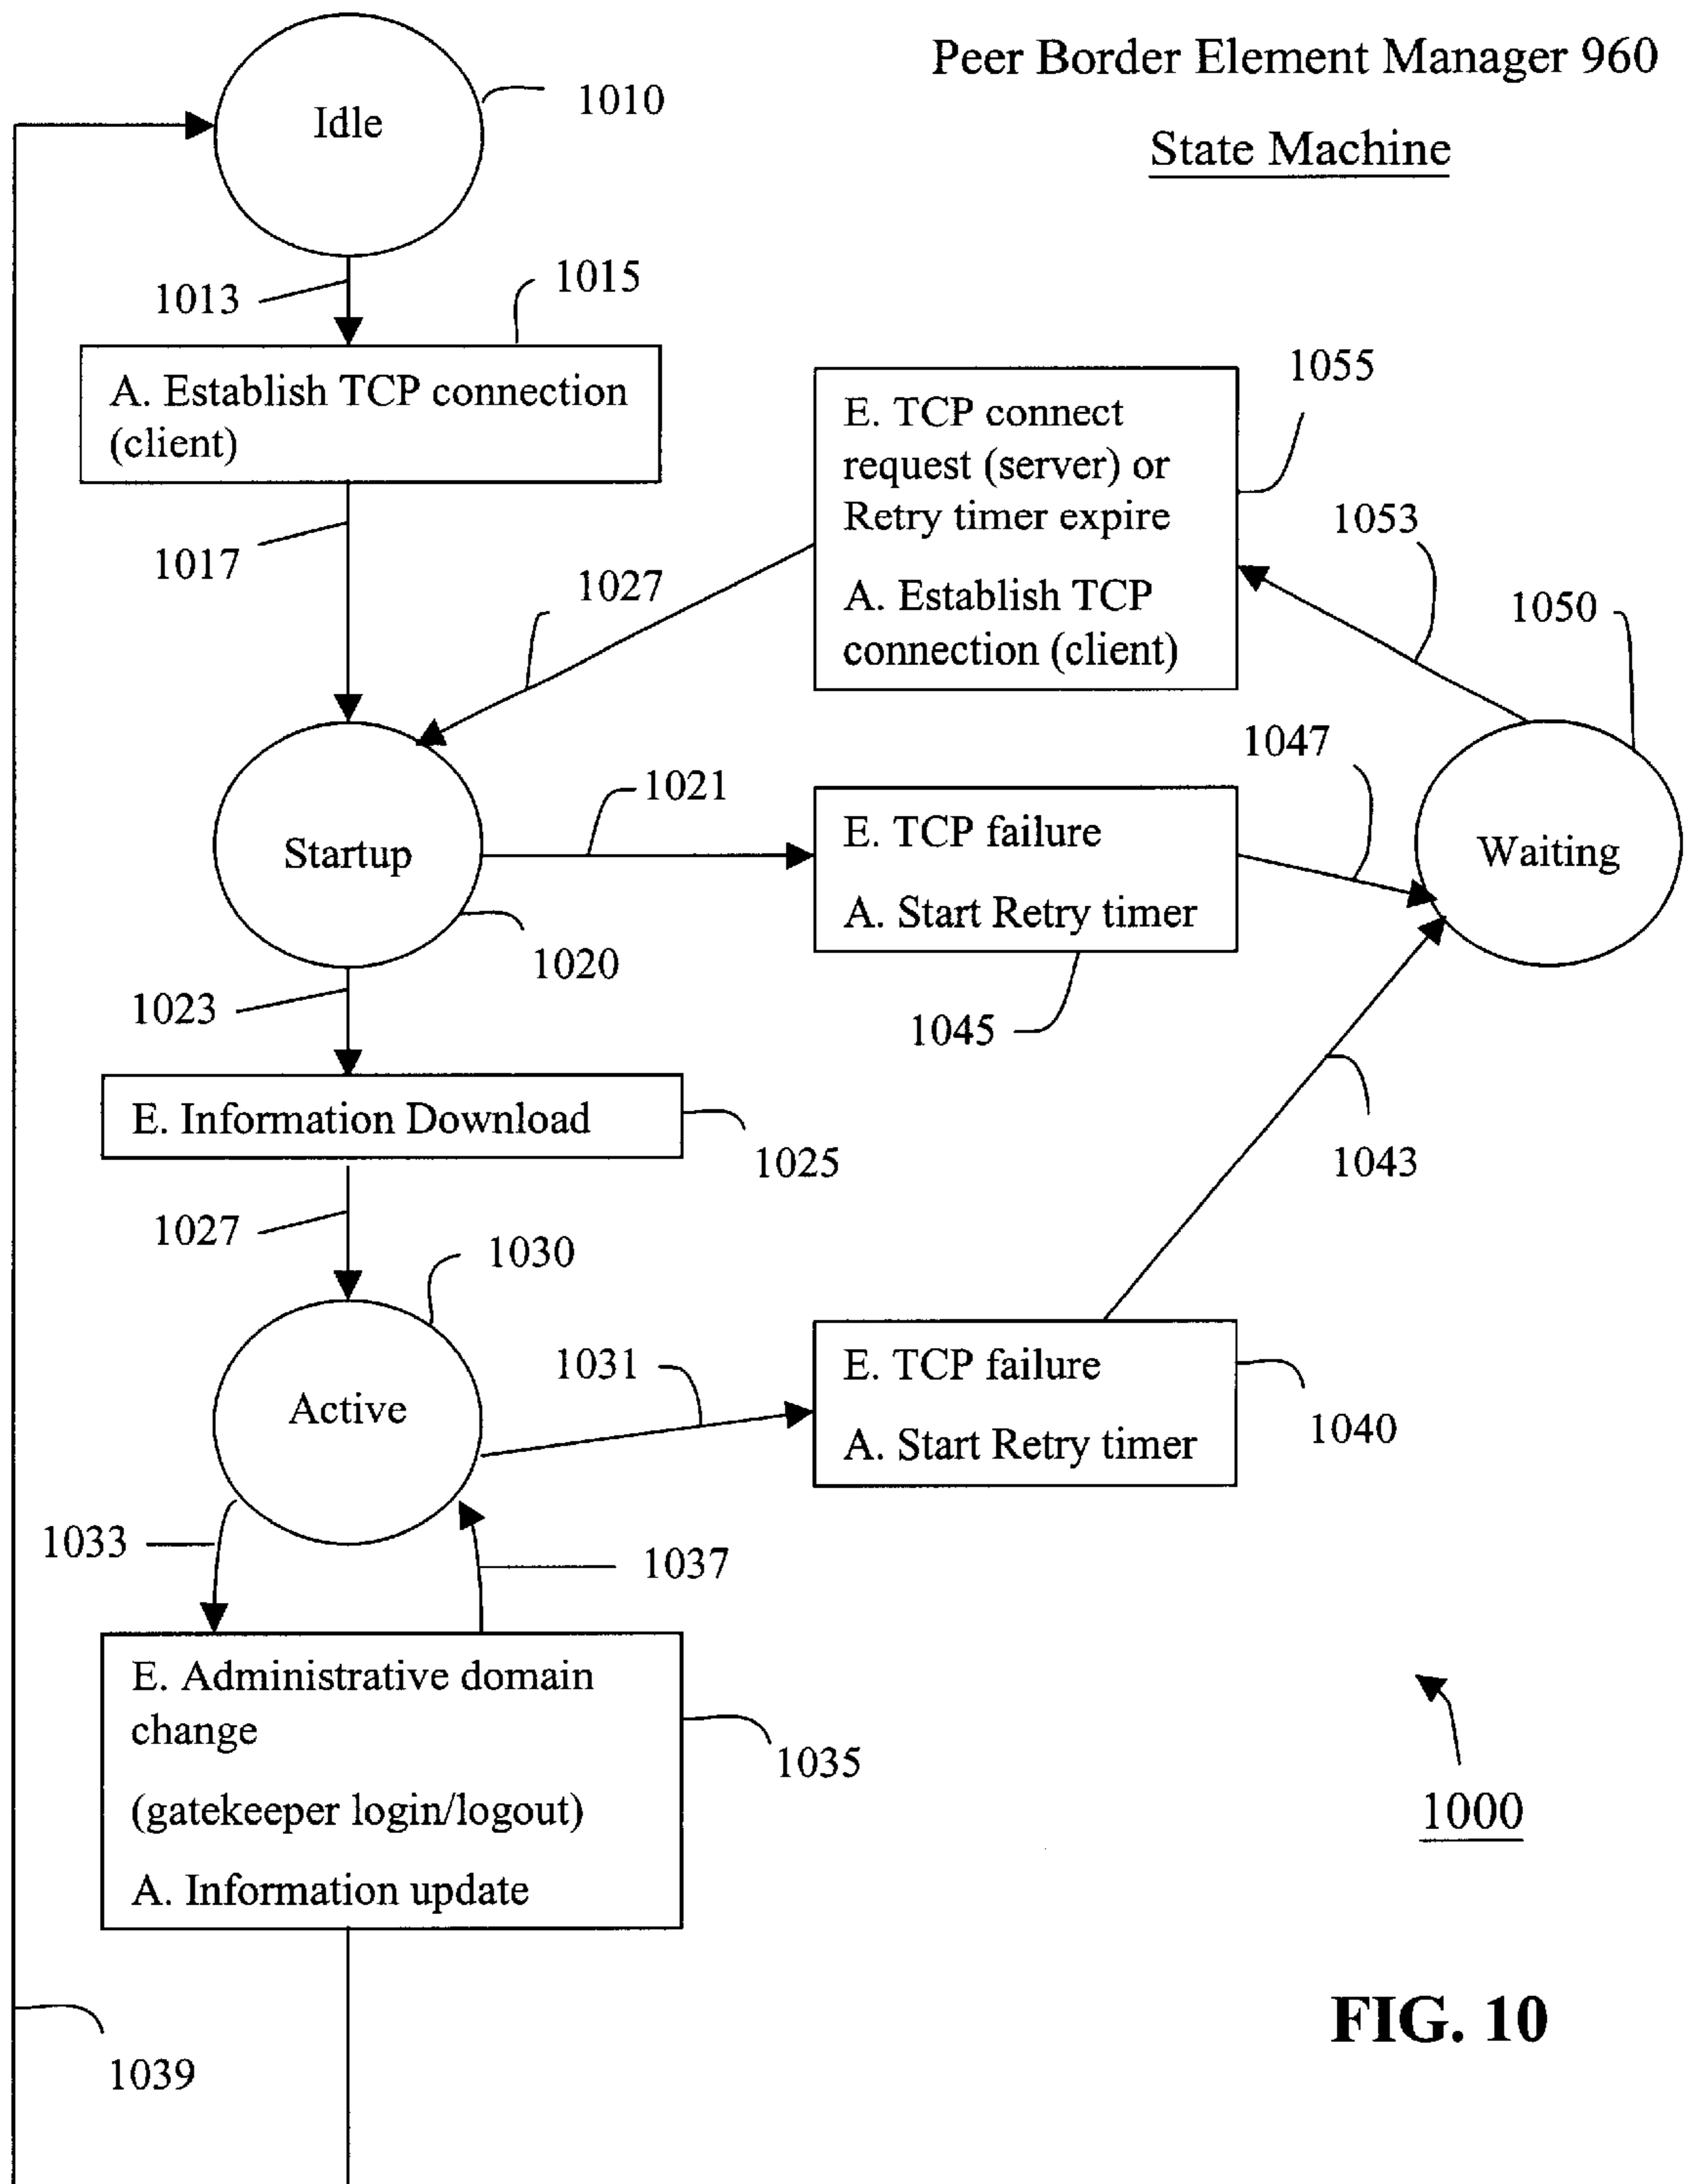 Peer Border Element Manager 960
State Machine
Idle
1010
1013
1015
A. Establish TCP connection
(client)
1017
E. TCP connect
request (server) or
Retry timer expire
A. Establish TCP
connection (client)
1055
1053
1027
1050
Startup
1021
1020
E. TCP failure
A. Start Retry timer
1045
1047
Waiting
1023
E. Information Download
1025
1043
1027
1030
Active
1031
E. TCP failure
A. Start Retry timer
1040
1033
1037
E. Administrative domain
change
(gatekeeper login/logout)
A. Information update
1035
1000
1039
FIG. 10